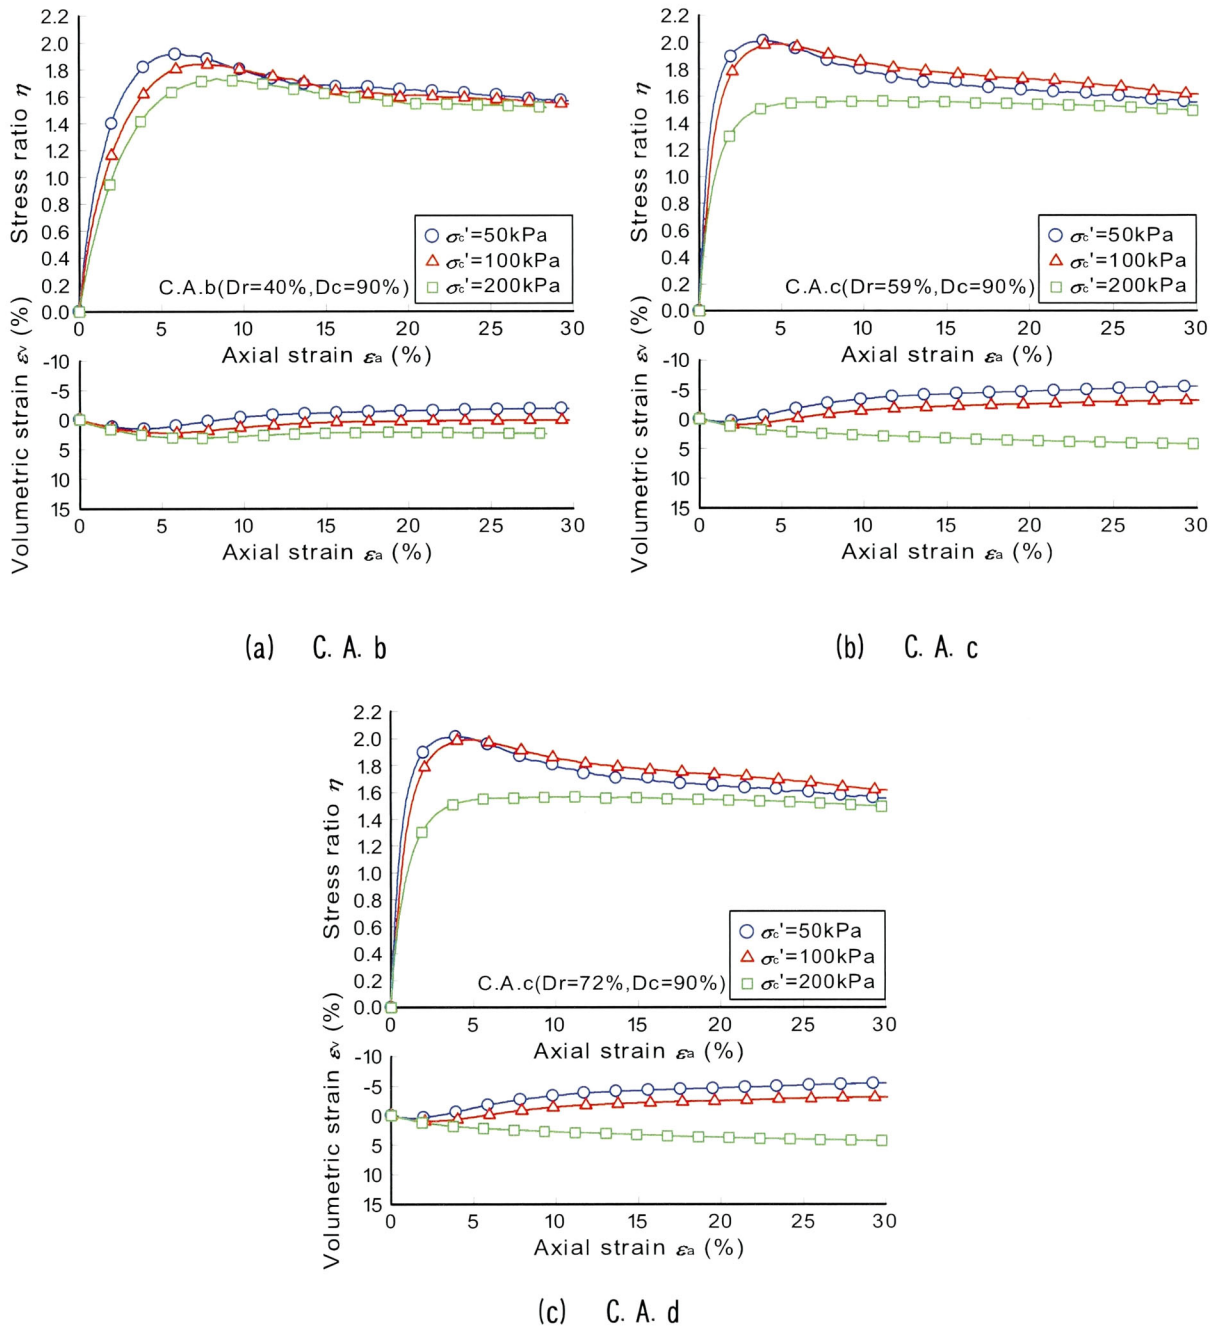 Stress ratio η
2.2
2.0
1.8
1.6
1.4
1.2
1.0
0.8
0.6
0.4
0.2
0.0
σc'=50kPa
σc'=100kPa
σc'=200kPa
C.A.b(Dr=40%,Dc=90%)
0 5 10 15 20 25 30
Axial strain εa (%)
Volumetric strain εv (%)
-10
-5
0
5
10
15
0 5 10 15 20 25 30
Axial strain εa (%)
(a) C. A. b
Stress ratio η
2.2
2.0
1.8
1.6
1.4
1.2
1.0
0.8
0.6
0.4
0.2
0.0
σc'=50kPa
σc'=100kPa
σc'=200kPa
C.A.c(Dr=59%,Dc=90%)
0 5 10 15 20 25 30
Axial strain εa (%)
Volumetric strain εv (%)
-10
-5
0
5
10
15
0 5 10 15 20 25 30
Axial strain εa (%)
(b) C. A. c
Stress ratio η
2.2
2.0
1.8
1.6
1.4
1.2
1.0
0.8
0.6
0.4
0.2
0.0
σc'=50kPa
σc'=100kPa
σc'=200kPa
C.A.c(Dr=72%,Dc=90%)
0 5 10 15 20 25 30
Axial strain εa (%)
Volumetric strain εv (%)
-10
-5
0
5
10
15
0 5 10 15 20 25 30
Axial strain εa (%)
(c) C. A. d